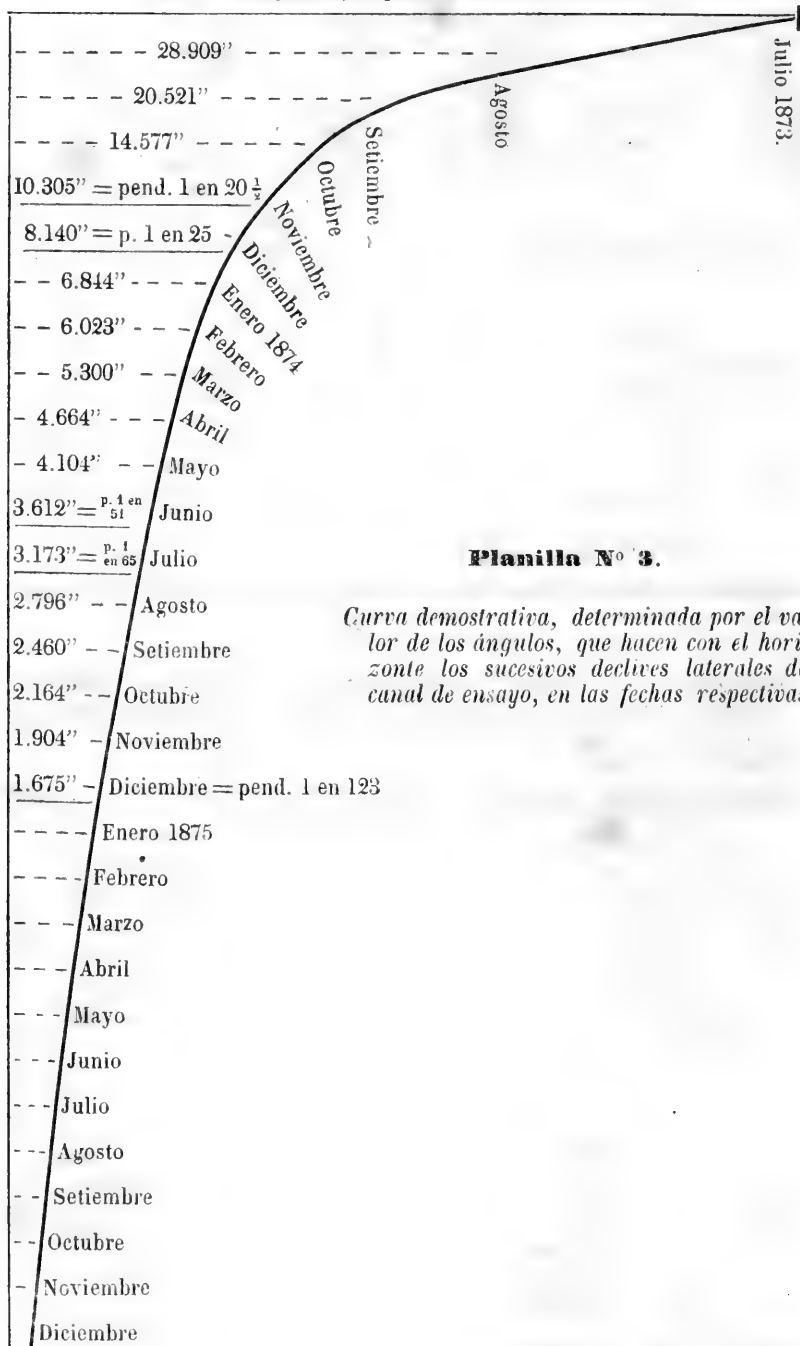 Julio 1873.
28.909” Agosto
20.521” Setiembre
14.577” Octubre
10.305” = pend. 1 en 20 ½ Noviembre
8.140” = p. 1 en 25 Diciembre
6.844” Enero 1874
6.023” Febrero
5.300” Marzo
4.664” Abril
4.104” Mayo
3.612” = p. 1 en 51 Junio
3.173” = p. 1 en 65 Julio
Planilla Nº 3.
2.796” Agosto
Curva demostrativa, determinada por el va
2.460” Setiembre
lor de los ángulos, que hacen con el hori
zonte los sucesivos declives laterales d
2.164” Octubre
canal de ensayo, en las fechas respectivas
1.904” Noviembre
1.675” Diciembre = pend. 1 en 123
Enero 1875
Febrero
Marzo
Abril
Mayo
Junio
Julio
Agosto
Setiembre
Octubre
Noviembre
Diciembre